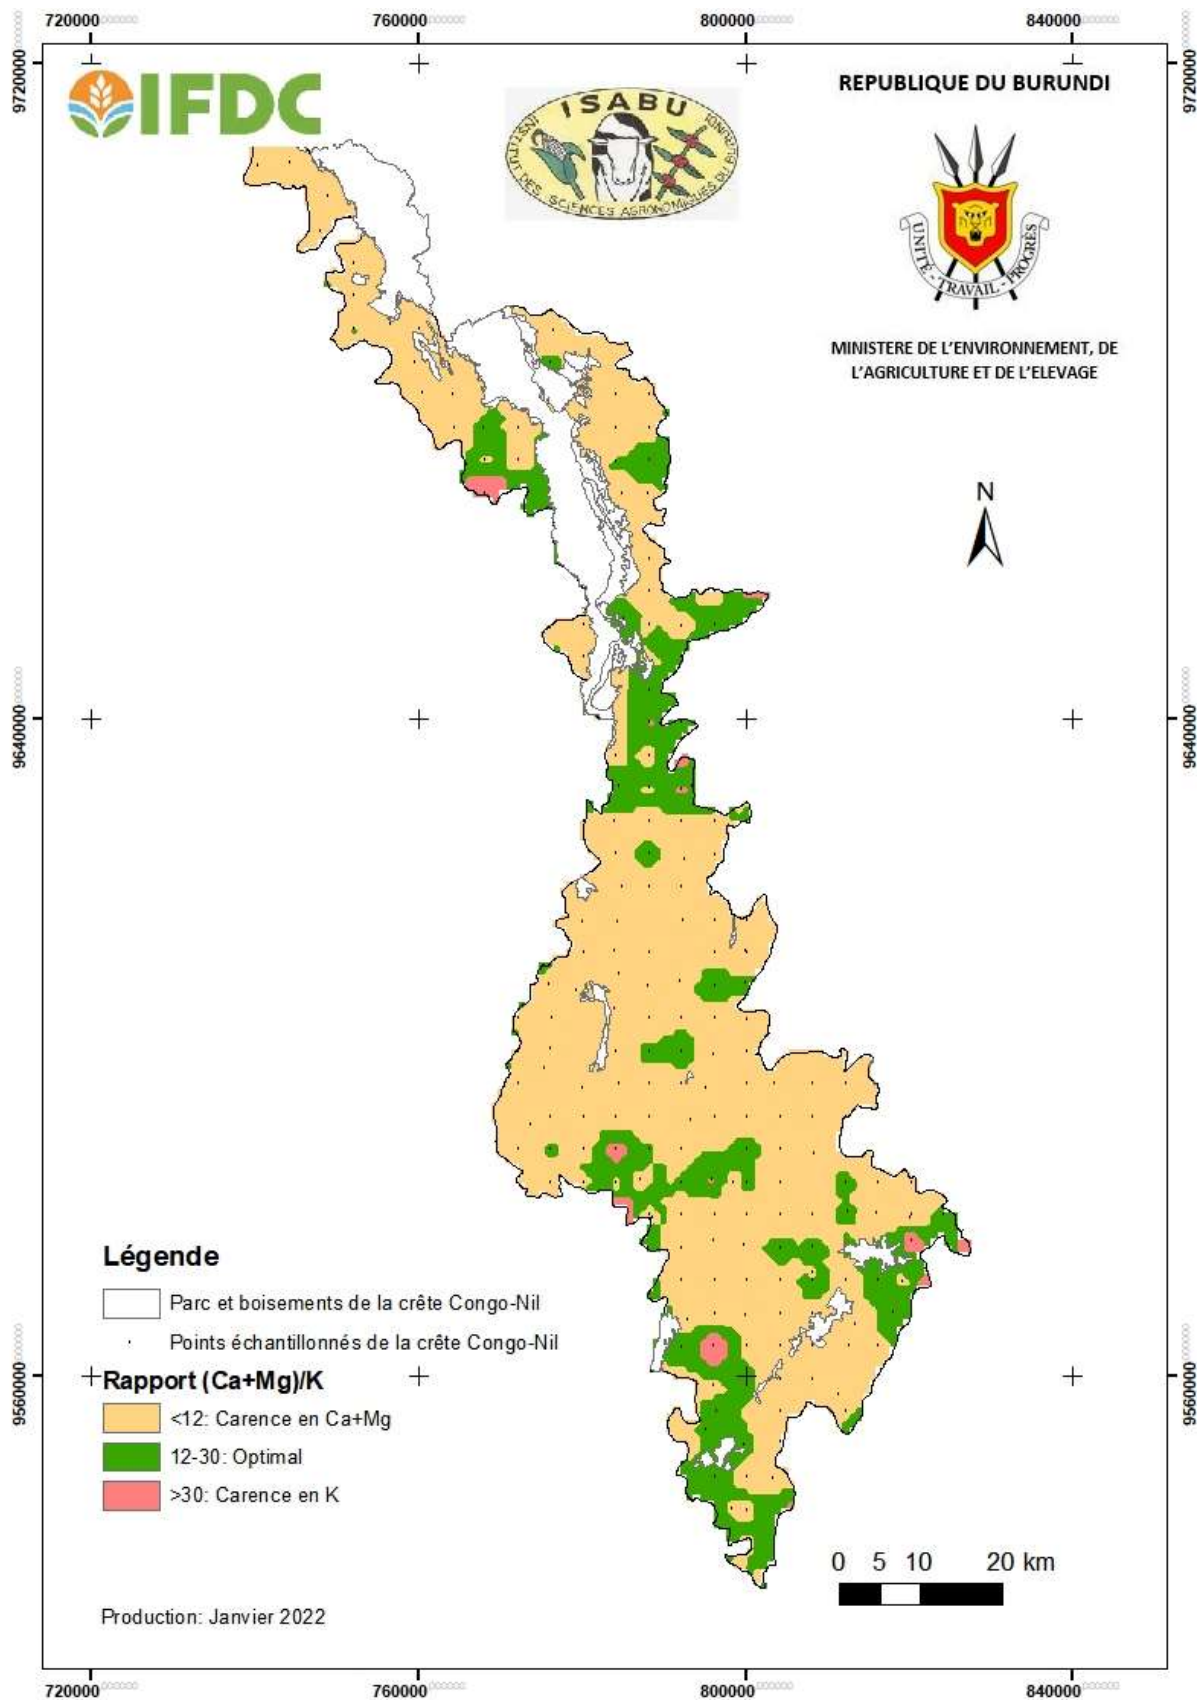 720000 760000 800000 840000
9720000 9720000
IFDC
ISABU
INSTITUT DES SCIENCES AGRONOMIQUES DU BURUNDI
REPUBLIQUE DU BURUNDI
UNITÉ - TRAVAIL - PROGRÈS
MINISTERE DE L'ENVIRONNEMENT, DE
L'AGRICULTURE ET DE L'ELEVAGE
N
9640000 9640000
Légende
Parc et boisements de la crête Congo-Nil
Points échantillonnés de la crête Congo-Nil
9560000 9560000
Rapport (Ca+Mg)/K
<12: Carence en Ca+Mg
12-30: Optimal
>30: Carence en K
0 5 10 20 km
Production: Janvier 2022
720000 760000 800000 840000